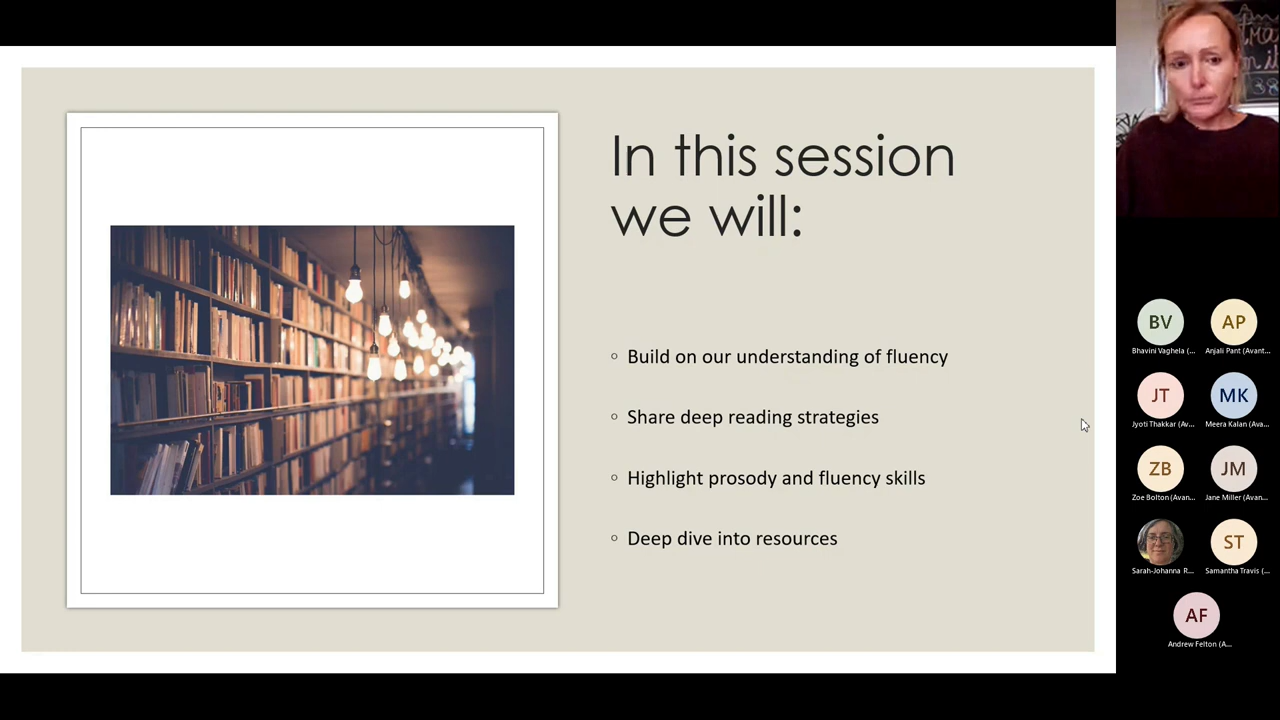 In this session
we will:
◦ Build on our understanding of fluency
◦ Share deep reading strategies
◦ Highlight prosody and fluency skills
◦ Deep dive into resources
BV AP
Bhavini Vaghela (... Anjali Pant (Avant...
JT MK
Jyoti Thakkar (Av... Meera Kalan (Ava...
ZB JM
Zoe Bolton (Avan... Jane Miller (Avan...
ST
Sarah-Johanna R... Samantha Travis (...
AF
Andrew Felton (A...